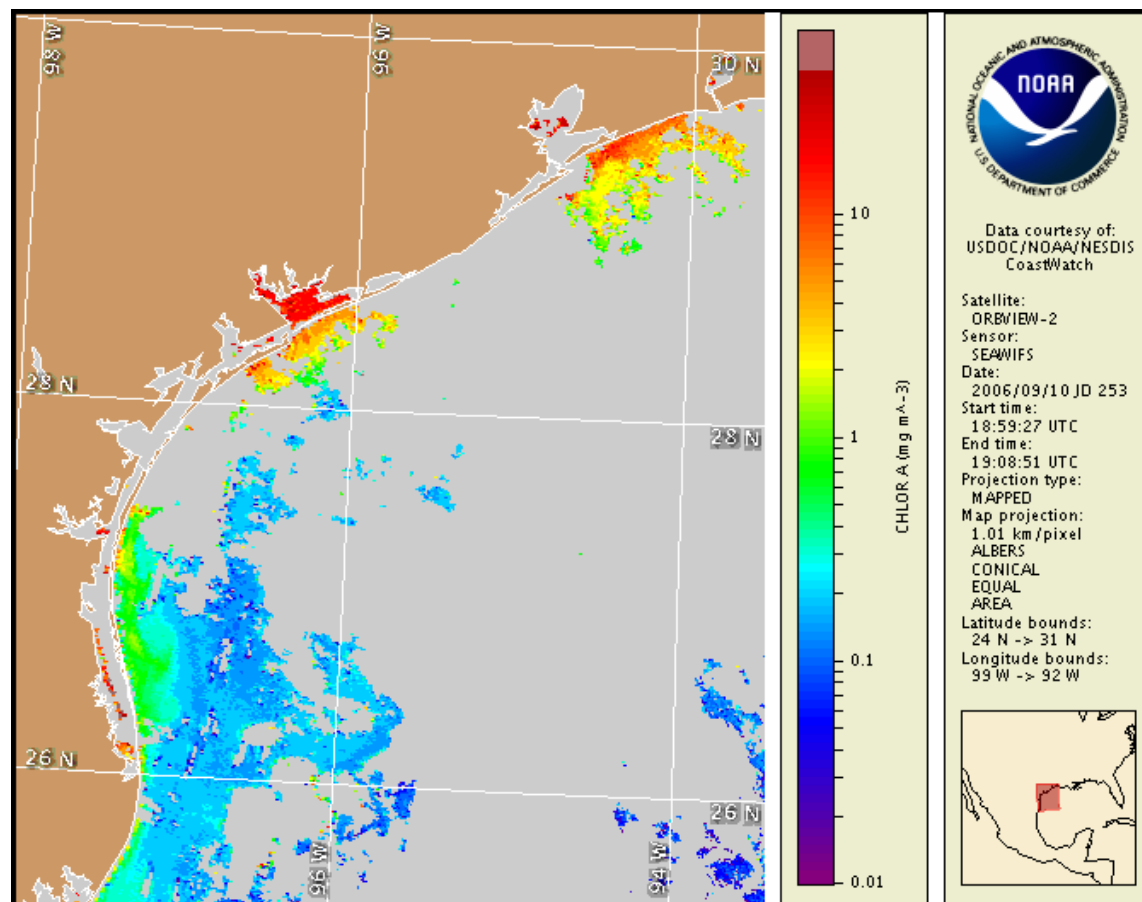 98 W
96 W
30 N
28 N
28 N
26 N
26 N
96 W
94 W
10
1
0.1
0.01
CHLOR A (mg m^-3)
NATIONAL OCEANIC AND ATMOSPHERIC ADMINISTRATION
NOAA
U.S. DEPARTMENT OF COMMERCE
Data courtesy of:
USDOC/NOAA/NESDIS
CoastWatch
Satellite:
ORBVIEW-2
Sensor:
SEAWIFS
Date:
2006/09/10 JD 253
Start time:
18:59:27 UTC
End time:
19:08:51 UTC
Projection type:
MAPPED
Map projection:
1.01 km/pixel
ALBERS
CONICAL
EQUAL
AREA
Latitude bounds:
24 N -> 31 N
Longitude bounds:
99 W -> 92 W